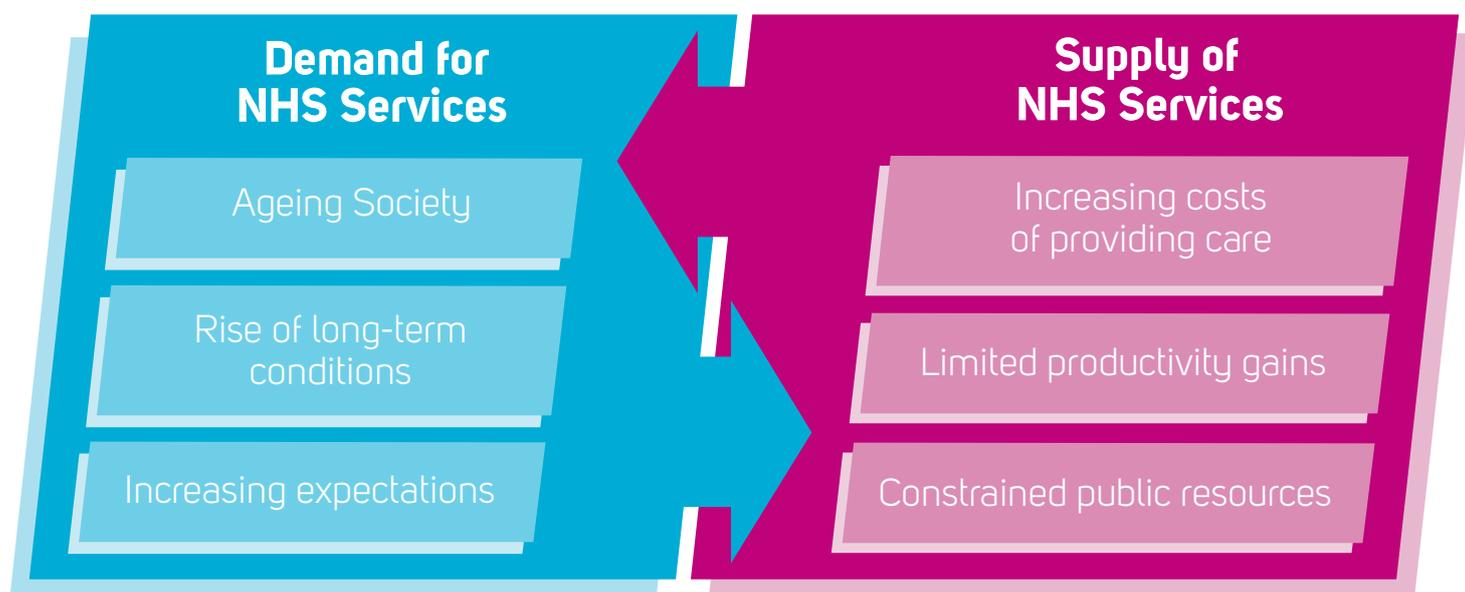 Demand for
NHS Services
Ageing Society
Rise of long-term
conditions
Increasing expectations
Supply of
NHS Services
Increasing costs
of providing care
Limited productivity gains
Constrained public resources